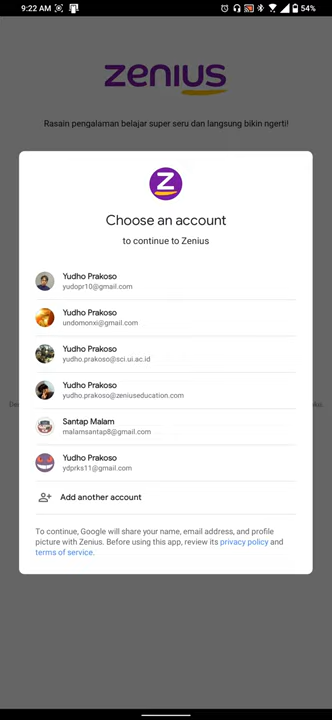 9:22 AM
54%
zenius
Rasain pengalaman belajar super seru dan langsung bikin ngerti!
Z
Choose an account
to continue to Zenius
Yudho Prakoso
yudopr10@gmail.com
Yudho Prakoso
undomonxi@gmail.com
Yudho Prakoso
yudho.prakoso@sci.ui.ac.id
Yudho Prakoso
yudho.prakoso@zeniuseducation.com
Santap Malam
malamsantap8@gmail.com
Yudho Prakoso
ydprks11@gmail.com
Add another account
To continue, Google will share your name, email address, and profile
picture with Zenius. Before using this app, review its privacy policy and
terms of service.